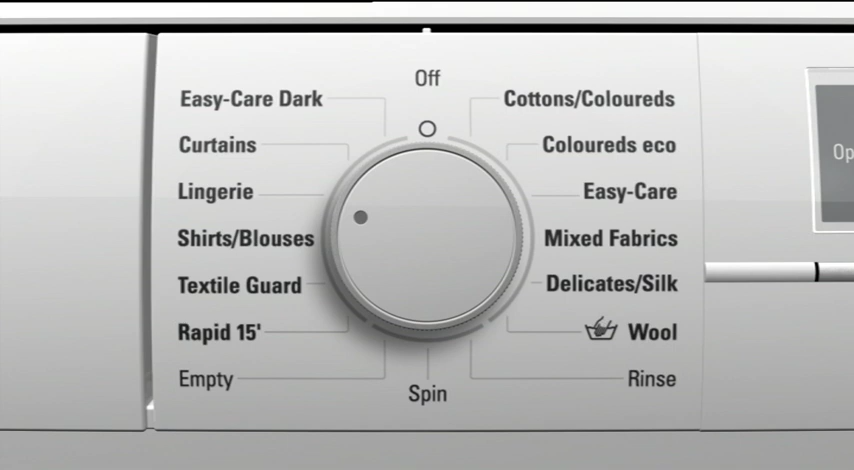 Off
Easy-Care Dark
Curtains
Lingerie
Shirts/Blouses
Textile Guard
Rapid 15'
Empty
Spin
Cottons/Coloureds
Coloureds eco
Easy-Care
Mixed Fabrics
Delicates/Silk
Wool
Rinse
Op